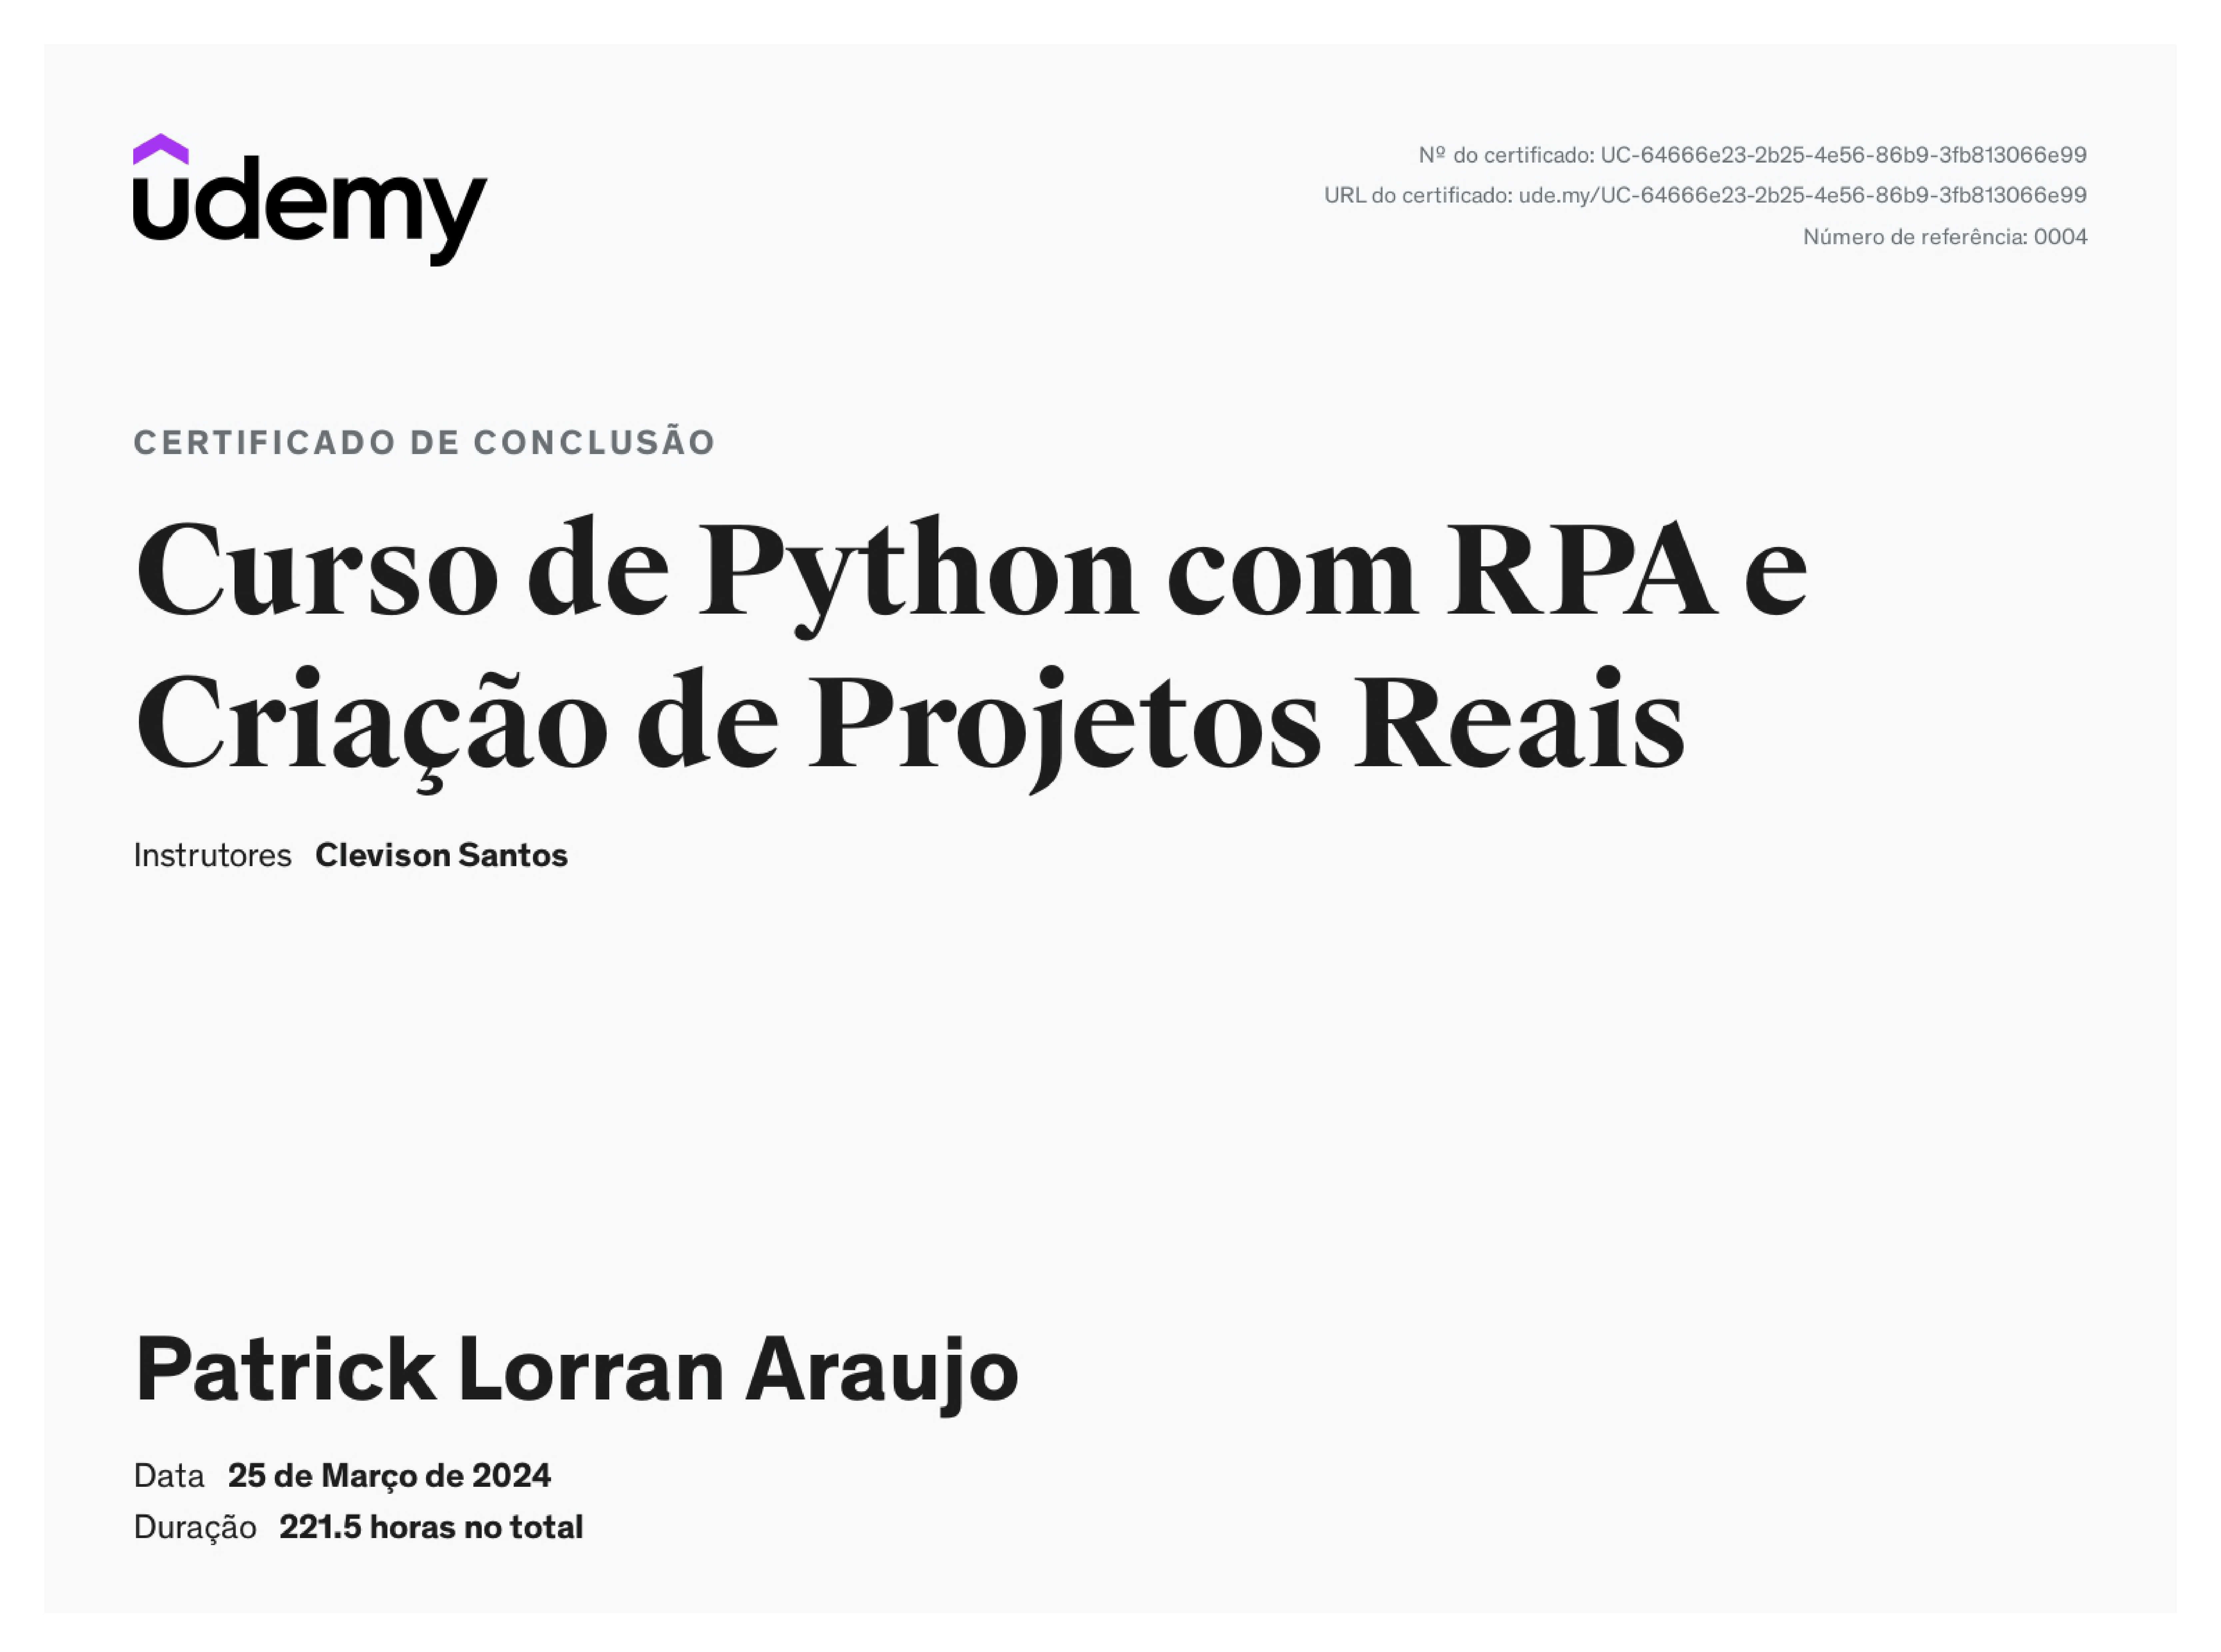 udemy
Nº do certificado: UC-64666e23-2b25-4e56-86b9-3fb813066e99
URL do certificado: ude.my/UC-64666e23-2b25-4e56-86b9-3fb813066e99
Número de referência: 0004
CERTIFICADO DE CONCLUSÃO
Curso de Python com RPA e
Criação de Projetos Reais
Instrutores Clevison Santos
Patrick Lorran Araujo
Data 25 de Março de 2024
Duração 221.5 horas no total